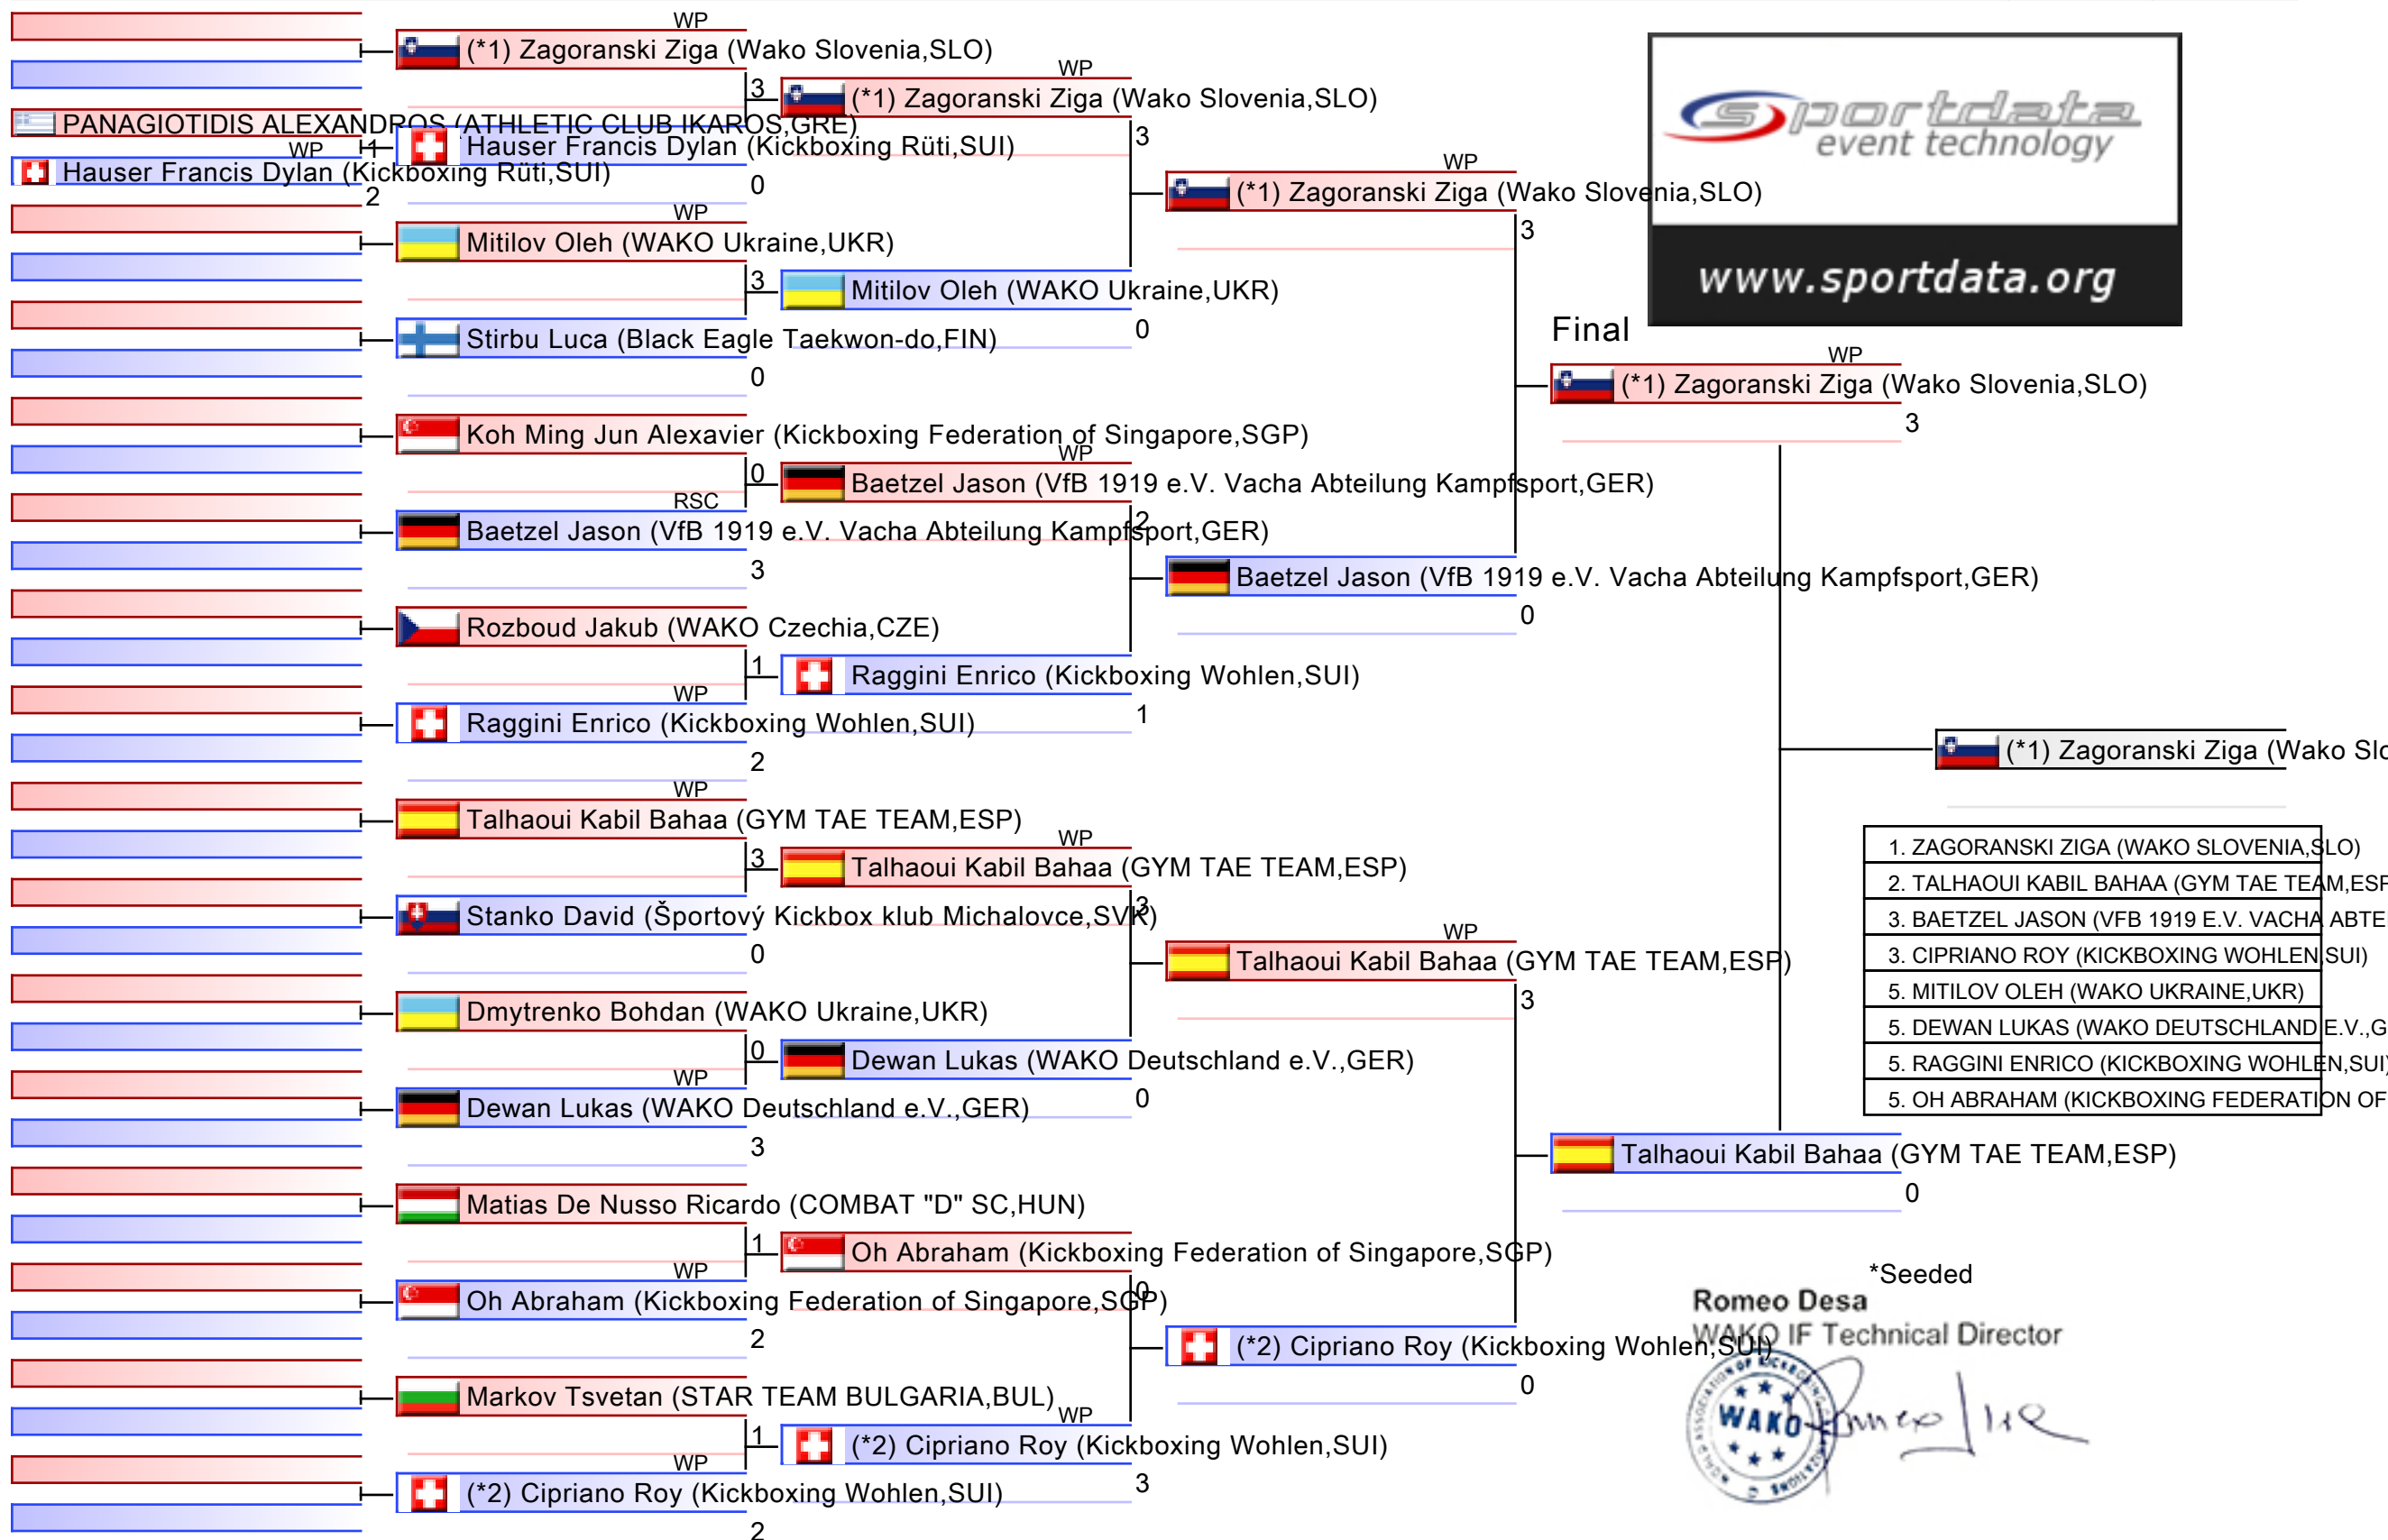 WP
(*1) Zagoranski Ziga (Wako Slovenia,SLO)
3
PANAGIOTIDIS ALEXANDROS (ATHLETIC CLUB IKAROS,GRE)
1
WP
Hauser Francis Dylan (Kickboxing Rüti,SUI)
2
Hauser Francis Dylan (Kickboxing Rüti,SUI)
0
WP
Mitilov Oleh (WAKO Ukraine,UKR)
3
Stirbu Luca (Black Eagle Taekwon-do,FIN)
0
Koh Ming Jun Alexavier (Kickboxing Federation of Singapore,SGP)
0
RSC
Baetzel Jason (VfB 1919 e.V. Vacha Abteilung Kampfsport,GER)
3
Rozboud Jakub (WAKO Czechia,CZE)
1
WP
Raggini Enrico (Kickboxing Wohlen,SUI)
2
WP
Talhaoui Kabil Bahaa (GYM TAE TEAM,ESP)
3
Stanko David (Športový Kickbox klub Michalovce,SVK)
0
Dmytrenko Bohdan (WAKO Ukraine,UKR)
0
WP
Dewan Lukas (WAKO Deutschland e.V.,GER)
3
Matias De Nusso Ricardo (COMBAT "D" SC,HUN)
1
WP
Oh Abraham (Kickboxing Federation of Singapore,SGP)
2
Markov Tsvetan (STAR TEAM BULGARIA,BUL)
1
WP
(*2) Cipriano Roy (Kickboxing Wohlen,SUI)
2
WP
(*1) Zagoranski Ziga (Wako Slovenia,SLO)
3
Mitilov Oleh (WAKO Ukraine,UKR)
0
WP
Baetzel Jason (VfB 1919 e.V. Vacha Abteilung Kampfsport,GER)
2
Raggini Enrico (Kickboxing Wohlen,SUI)
1
WP
Talhaoui Kabil Bahaa (GYM TAE TEAM,ESP)
3
Dewan Lukas (WAKO Deutschland e.V.,GER)
0
Oh Abraham (Kickboxing Federation of Singapore,SGP)
0
WP
(*2) Cipriano Roy (Kickboxing Wohlen,SUI)
3
WP
(*1) Zagoranski Ziga (Wako Slovenia,SLO)
3
Baetzel Jason (VfB 1919 e.V. Vacha Abteilung Kampfsport,GER)
0
WP
Talhaoui Kabil Bahaa (GYM TAE TEAM,ESP)
3
(*2) Cipriano Roy (Kickboxing Wohlen,SUI)
0
sportdata
event technology
www.sportdata.org
Final
WP
(*1) Zagoranski Ziga (Wako Slovenia,SLO)
3
Talhaoui Kabil Bahaa (GYM TAE TEAM,ESP)
0
(*1) Zagoranski Ziga (Wako Slo
1. ZAGORANSKI ZIGA (WAKO SLOVENIA,SLO)
2. TALHAOUI KABIL BAHAA (GYM TAE TEAM,ESP
3. BAETZEL JASON (VFB 1919 E.V. VACHA ABTE
3. CIPRIANO ROY (KICKBOXING WOHLEN,SUI)
5. MITILOV OLEH (WAKO UKRAINE,UKR)
5. DEWAN LUKAS (WAKO DEUTSCHLAND E.V.,G
5. RAGGINI ENRICO (KICKBOXING WOHLEN,SUI)
5. OH ABRAHAM (KICKBOXING FEDERATION OF
*Seeded
Romeo Desa
WAKO IF Technical Director
WAKO